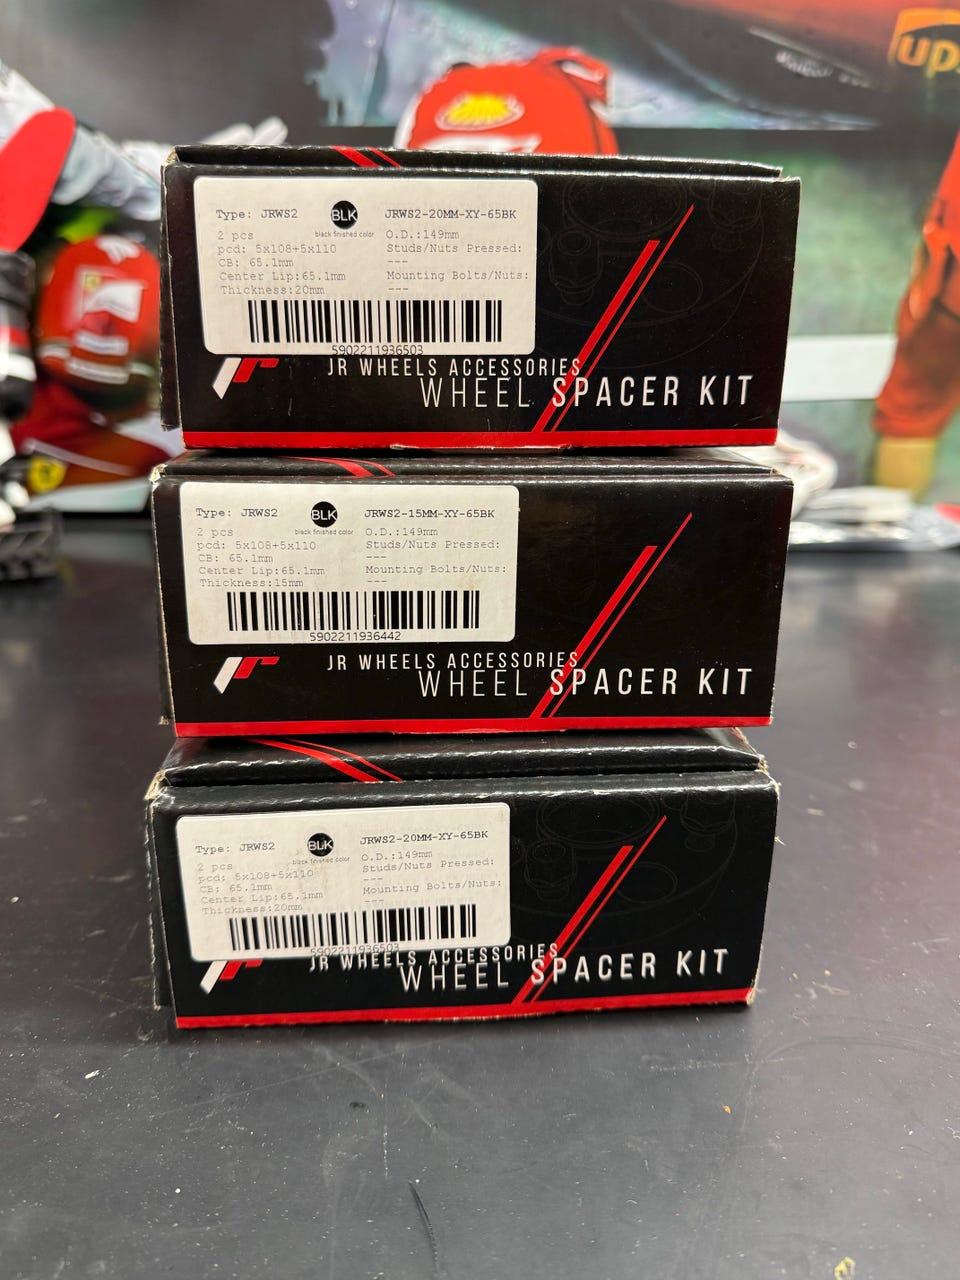 ups
Type: JRWS2 BLK JRWS2-20MM-XY-65BK
black finished color
2 pcs O.D.:149mm
pcd: 5x108+5x110 Studs/Nuts Pressed:
CB: 65.1mm ---
Center Lip:65.1mm Mounting Bolts/Nuts:
Thickness:20mm ---
5902211936503
JR WHEELS ACCESSORIES
WHEEL SPACER KIT
Type: JRWS2 BLK JRWS2-15MM-XY-65BK
black finished color
2 pcs O.D.:149mm
pcd: 5x108+5x110 Studs/Nuts Pressed:
CB: 65.1mm ---
Center Lip:65.1mm Mounting Bolts/Nuts:
Thickness:15mm ---
5902211936442
JR WHEELS ACCESSORIES
WHEEL SPACER KIT
Type: JRWS2 BLK JRWS2-20MM-XY-65BK
black finished color
2 pcs O.D.:149mm
pcd: 5x108+5x110 Studs/Nuts Pressed:
CB: 65.1mm ---
Center Lip:65.1mm Mounting Bolts/Nuts:
Thickness:20mm ---
5902211936503
JR WHEELS ACCESSORIES
WHEEL SPACER KIT